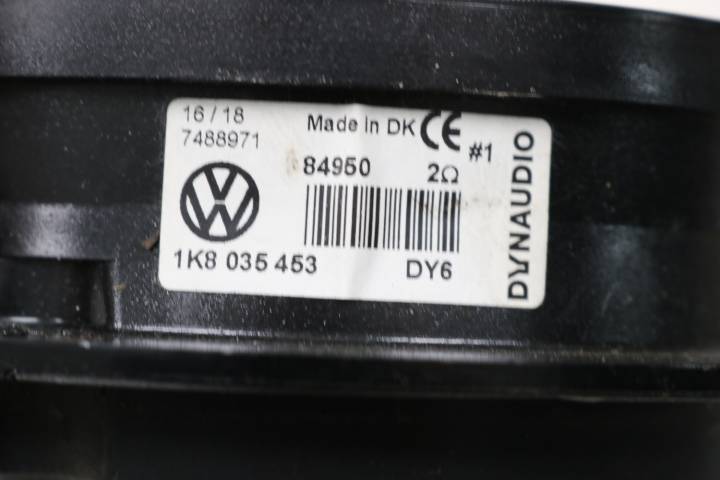 16 / 18
7488971
Made in DK CE
#1
84950 2Ω
1K8 035 453
DY6
DYNAUDIO